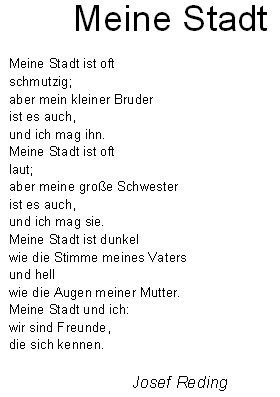 Meine Stadt
Meine Stadt ist oft
schmutzig;
aber mein kleiner Bruder
ist es auch,
und ich mag ihn.
Meine Stadt ist oft
laut;
aber meine große Schwester
ist es auch,
und ich mag sie.
Meine Stadt ist dunkel
wie die Stimme meines Vaters
und hell
wie die Augen meiner Mutter.
Meine Stadt und ich:
wir sind Freunde,
die sich kennen.
Josef Reding